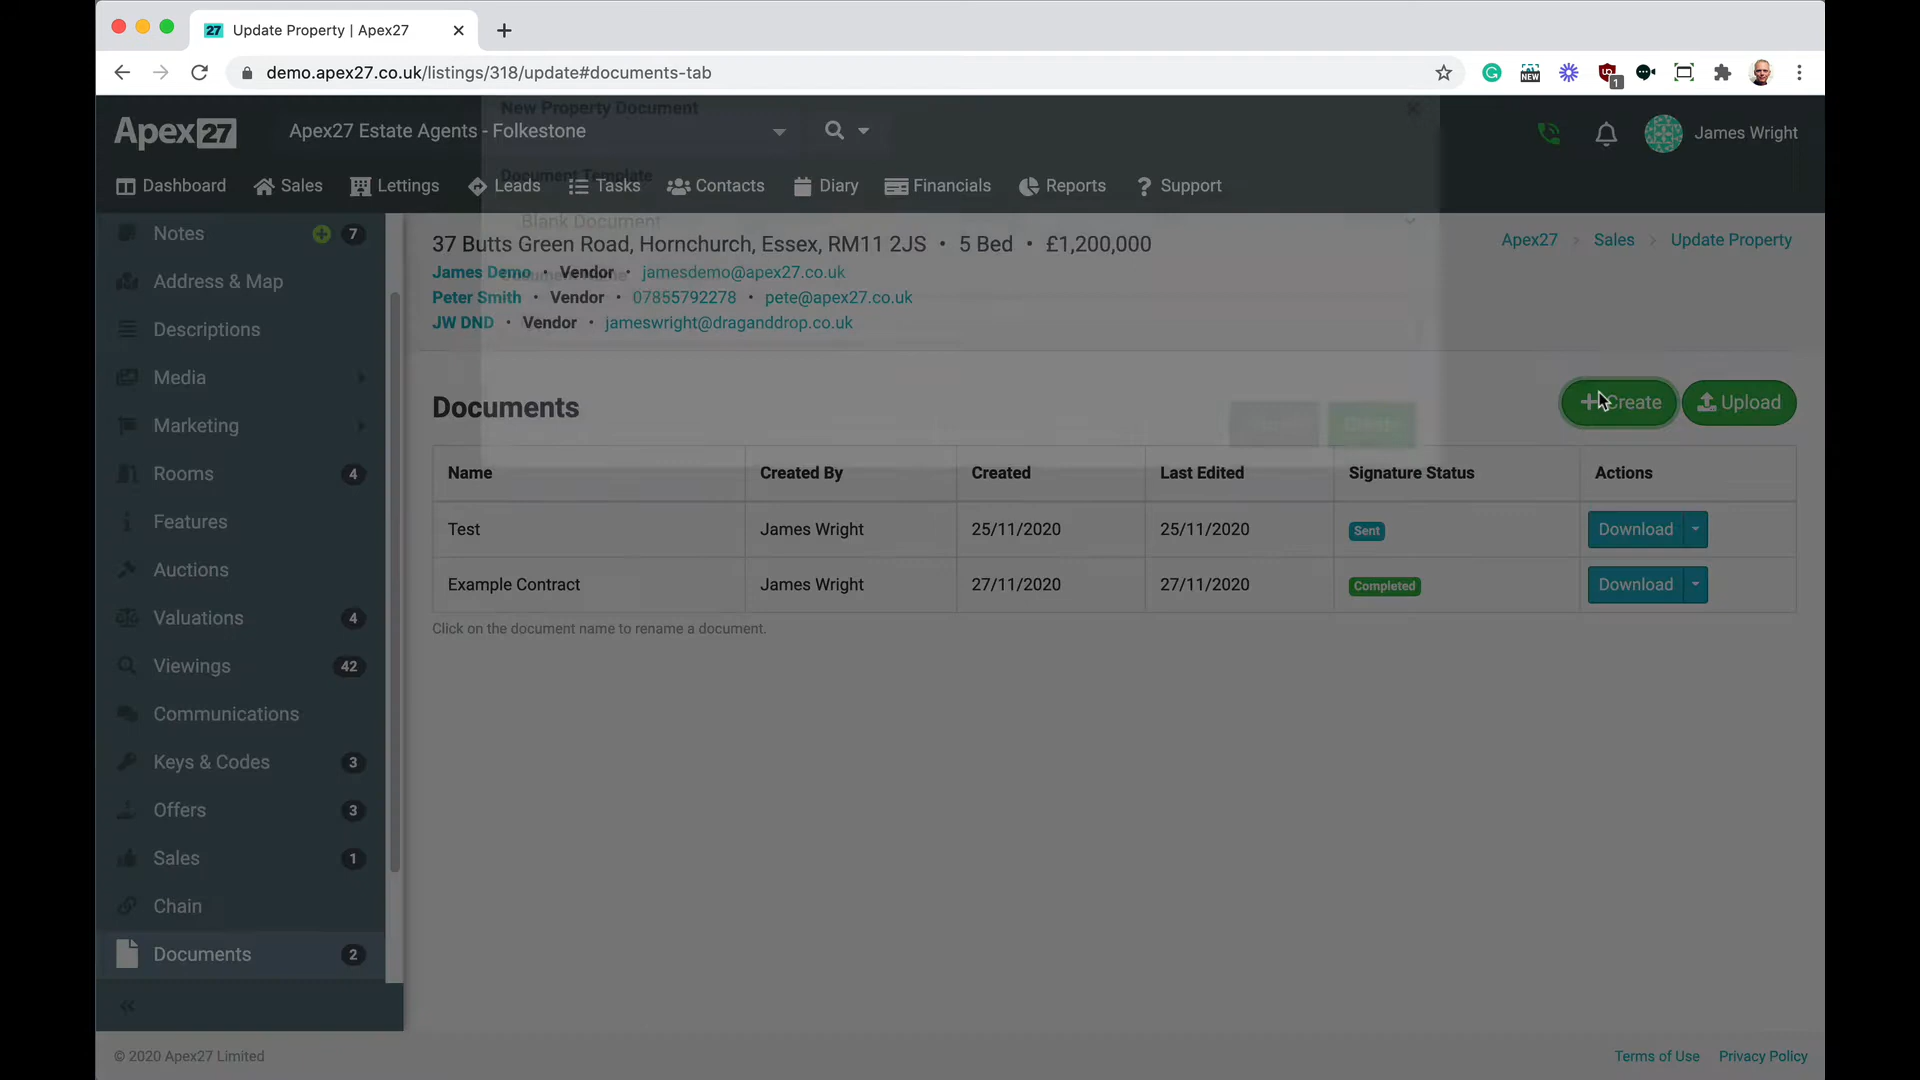 Update Property | Apex27
demo.apex27.co.uk/listings/318/update#documents-tab
NEW
1
New Property Document
Apex27
Apex27 Estate Agents - Folkestone
James Wright
Document Template
Dashboard Sales Lettings Leads Tasks Contacts Diary Financials Reports Support
Blank Document
Notes 7
37 Butts Green Road, Hornchurch, Essex, RM11 2JS • 5 Bed • £1,200,000
Apex27 > Sales > Update Property
James Demo • Vendor • jamesdemo@apex27.co.uk
Peter Smith • Vendor • 07855792278 • pete@apex27.co.uk
JW DND • Vendor • jameswright@draganddrop.co.uk
Address & Map
Descriptions
Media
Marketing
Rooms 4
Features
Auctions
Valuations 4
Viewings 42
Communications
Keys & Codes 3
Offers 3
Sales 1
Chain
Documents 2
Documents
Create Upload
Name Created By Created Last Edited Signature Status Actions
Test James Wright 25/11/2020 25/11/2020 Sent Download
Example Contract James Wright 27/11/2020 27/11/2020 Completed Download
Click on the document name to rename a document.
© 2020 Apex27 Limited
Terms of Use Privacy Policy